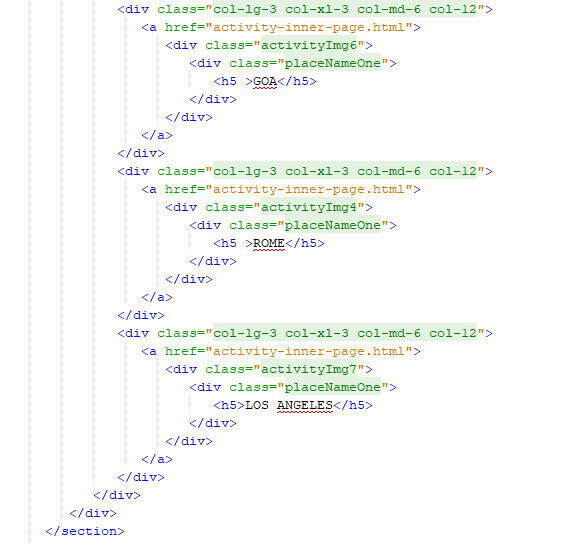 <div class="col-lg-3 col-xl-3 col-md-6 col-12">
<a href="activity-inner-page.html">
<div class="activityImg6">
<div class="placeNameOne">
<h5 >GOA</h5>
</div>
</div>
</a>
</div>
<div class="col-lg-3 col-xl-3 col-md-6 col-12">
<a href="activity-inner-page.html">
<div class="activityImg4">
<div class="placeNameOne">
<h5 >ROME</h5>
</div>
</div>
</a>
</div>
<div class="col-lg-3 col-xl-3 col-md-6 col-12">
<a href="activity-inner-page.html">
<div class="activityImg7">
<div class="placeNameOne">
<h5>LOS ANGELES</h5>
</div>
</div>
</a>
</div>
</div>
</div>
</section>